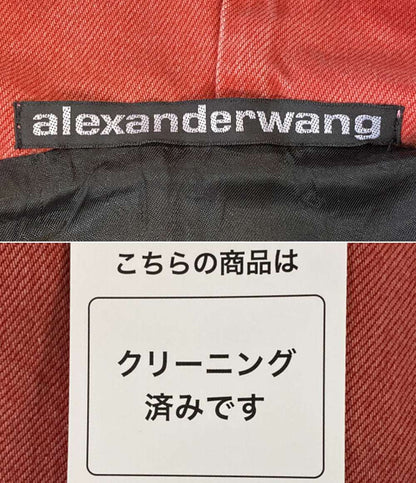 alexanderwang
こちらの商品は
クリーニング
済みです